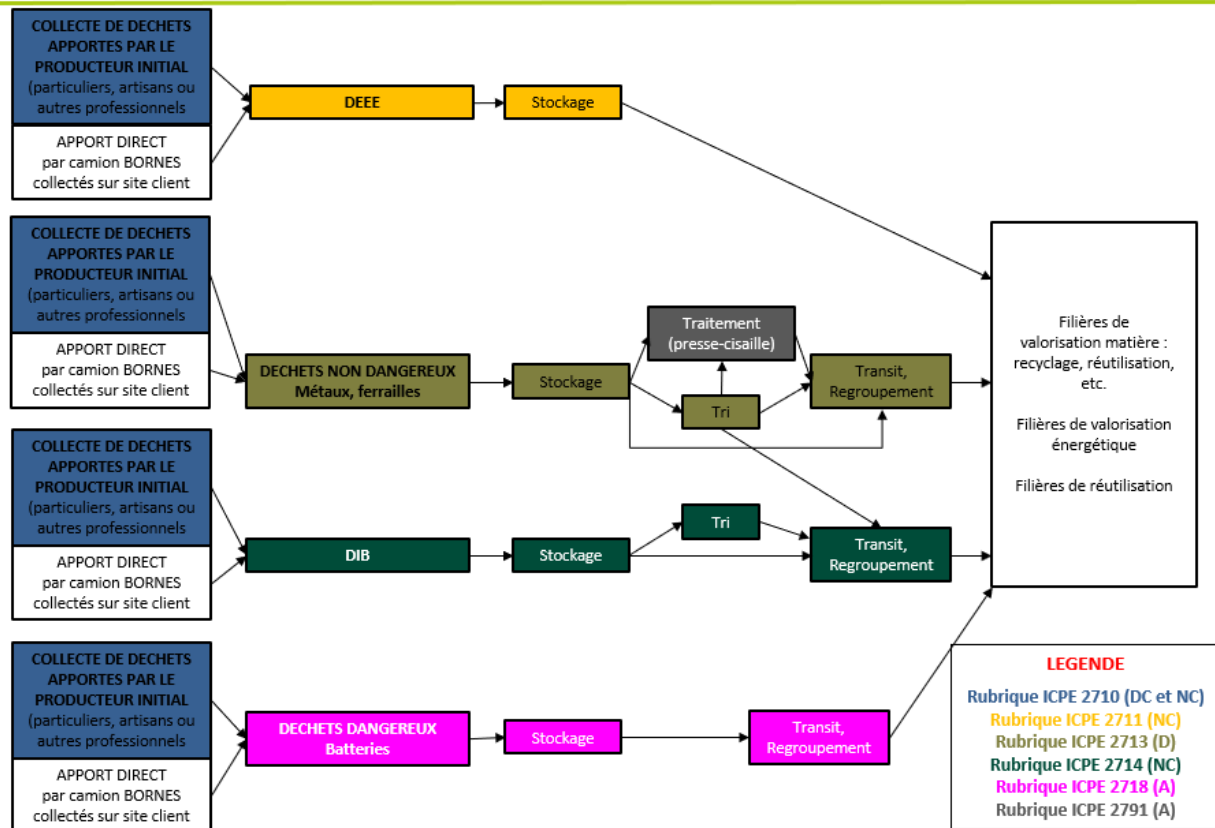 COLLECTE DE DECHETS
APPORTES PAR LE
PRODUCTEUR INITIAL
(particuliers, artisans ou
autres professionnels
APPORT DIRECT
par camion BORNES
collectés sur site client
DEEE
Stockage
COLLECTE DE DECHETS
APPORTES PAR LE
PRODUCTEUR INITIAL
(particuliers, artisans ou
autres professionnels
APPORT DIRECT
par camion BORNES
collectés sur site client
DECHETS NON DANGEREUX
Métaux, ferrailles
Stockage
Traitement
(presse-cisaille)
Tri
Transit,
Regroupement
COLLECTE DE DECHETS
APPORTES PAR LE
PRODUCTEUR INITIAL
(particuliers, artisans ou
autres professionnels
APPORT DIRECT
par camion BORNES
collectés sur site client
DIB
Stockage
Tri
Transit,
Regroupement
COLLECTE DE DECHETS
APPORTES PAR LE
PRODUCTEUR INITIAL
(particuliers, artisans ou
autres professionnels
APPORT DIRECT
par camion BORNES
collectés sur site client
DECHETS DANGEREUX
Batteries
Stockage
Transit,
Regroupement
Filières de
valorisation matière :
recyclage, réutilisation,
etc.
Filières de valorisation
énergétique
Filières de réutilisation
LEGENDE
Rubrique ICPE 2710 (DC et NC)
Rubrique ICPE 2711 (NC)
Rubrique ICPE 2713 (D)
Rubrique ICPE 2714 (NC)
Rubrique ICPE 2718 (A)
Rubrique ICPE 2791 (A)